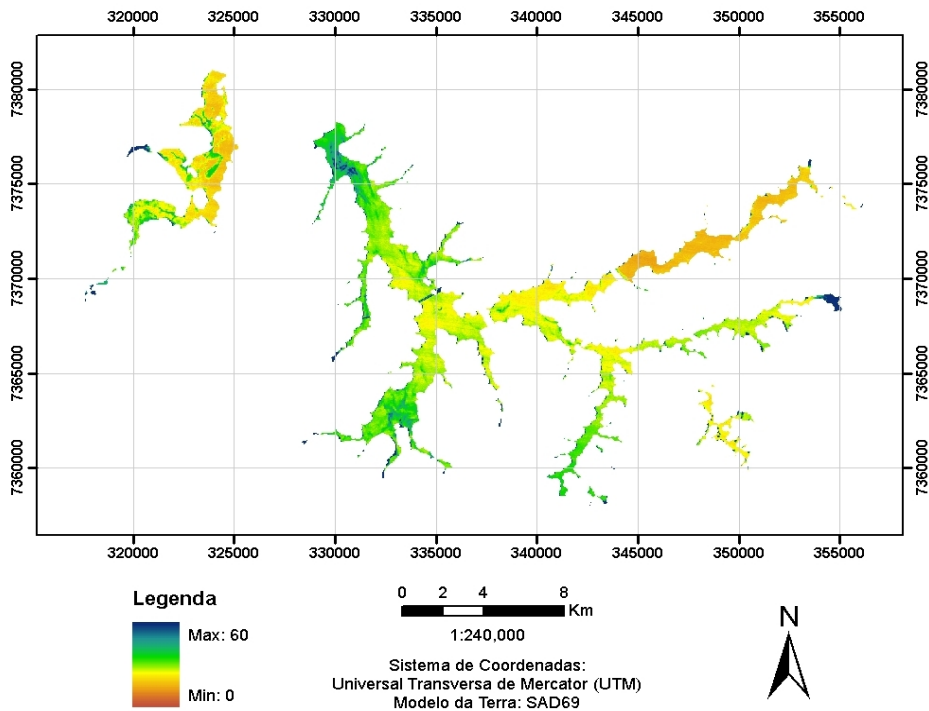 320000 325000 330000 335000 340000 345000 350000 355000
7380000 7380000
7375000 7375000
7370000 7370000
7365000 7365000
7360000 7360000
320000 325000 330000 335000 340000 345000 350000 355000
Legenda
Max: 60
Min: 0
0 2 4 8
Km
1:240,000
Sistema de Coordenadas:
Universal Transversa de Mercator (UTM)
Modelo da Terra: SAD69
N